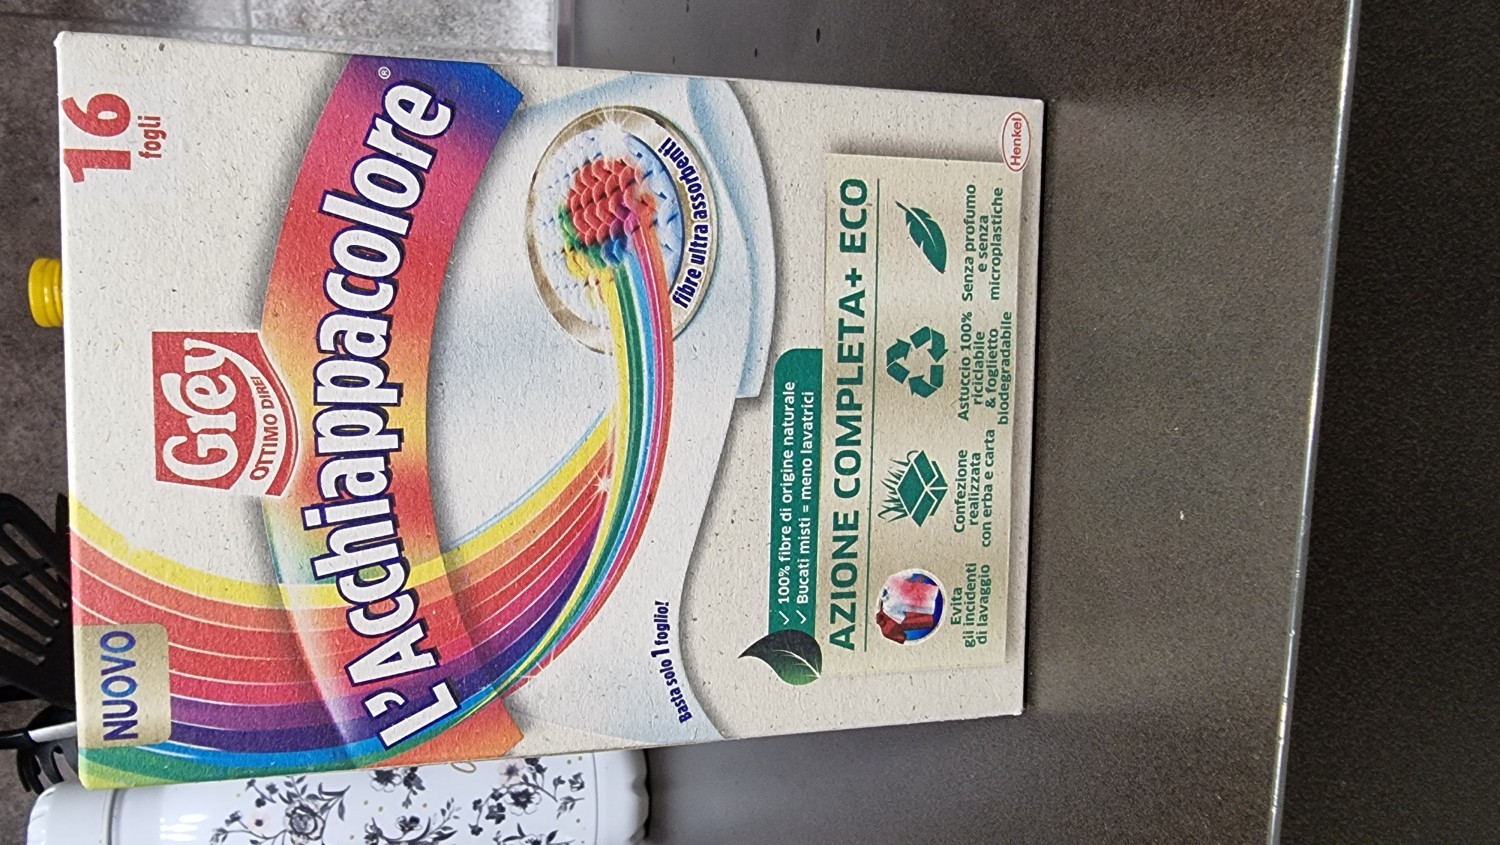 16
fogli
Grey
OTTIMO DIREI
NUOVO
L'Acchiappacolore®
fibre ultra assorbenti
Basta solo 1 foglio!
✓ 100% fibre di origine naturale
✓ Bucati misti = meno lavatrici
AZIONE COMPLETA+ ECO
Evita
gli incidenti
di lavaggio
Confezione
realizzata
con erba e carta
Astuccio 100%
riciclabile
& foglietto
biodegradabile
Senza profumo
e senza
microplastiche
Henkel